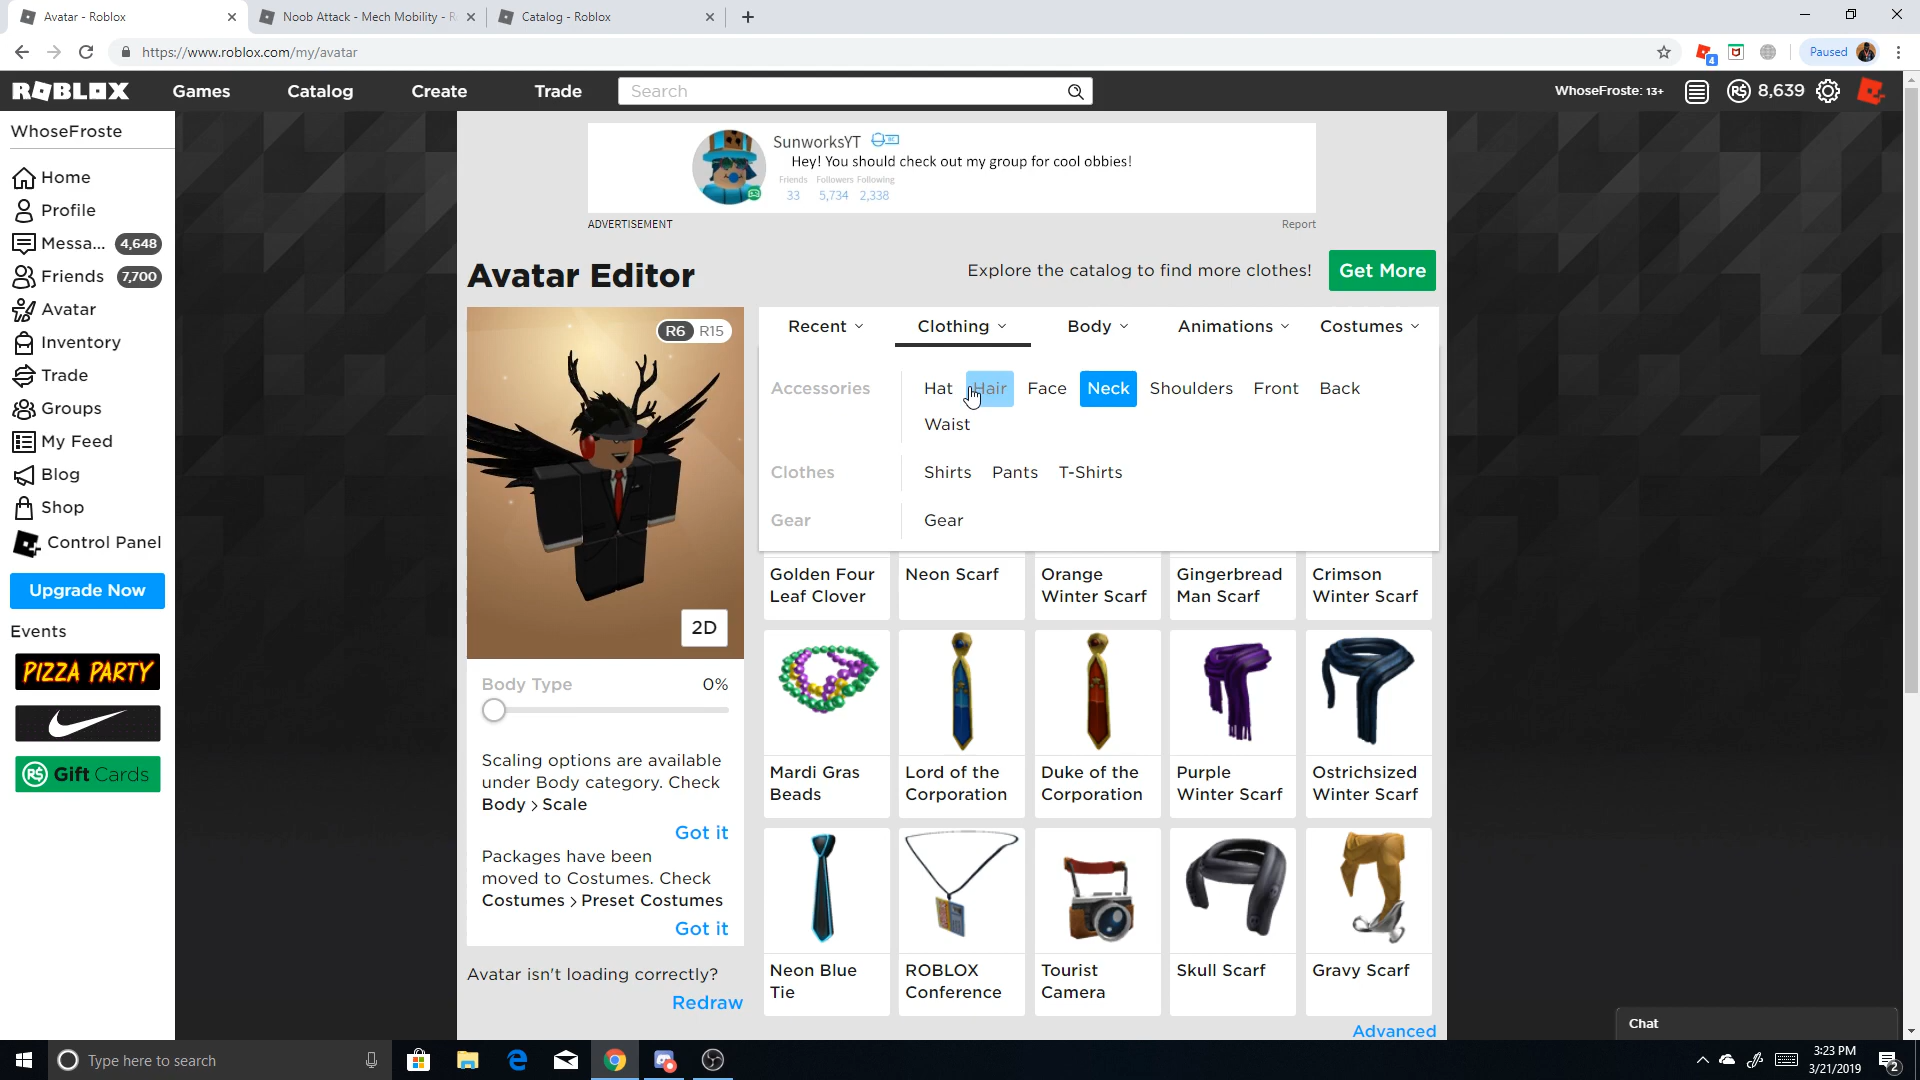 Avatar - Roblox
Noob Attack - Mech Mobility - R
Catalog - Roblox
https://www.roblox.com/my/avatar
4
Paused
ROBLOX
Games
Catalog
Create
Trade
Search
WhoseFroste: 13+
R$ 8,639
WhoseFroste
Home
Profile
Messa... 4,648
Friends 7,700
Avatar
Inventory
Trade
Groups
My Feed
Blog
Shop
Control Panel
Upgrade Now
Events
PIZZA PARTY
R$ Gift Cards
SunworksYT
Hey! You should check out my group for cool obbies!
Friends Followers Following
33 5,734 2,338
ADVERTISEMENT
Report
Avatar Editor
Explore the catalog to find more clothes!
Get More
R6 R15
2D
Body Type 0%
Scaling options are available
under Body category. Check
Body > Scale
Got it
Packages have been
moved to Costumes. Check
Costumes > Preset Costumes
Got it
Avatar isn't loading correctly?
Redraw
Recent
Clothing
Body
Animations
Costumes
Accessories
Hat Hair Face Neck Shoulders Front Back
Waist
Clothes
Shirts Pants T-Shirts
Gear
Gear
Golden Four
Leaf Clover
Neon Scarf
Orange
Winter Scarf
Gingerbread
Man Scarf
Crimson
Winter Scarf
Mardi Gras
Beads
Lord of the
Corporation
Duke of the
Corporation
Purple
Winter Scarf
Ostrichsized
Winter Scarf
Neon Blue
Tie
ROBLOX
Conference
Tourist
Camera
Skull Scarf
Gravy Scarf
Advanced
Chat
Type here to search
3:23 PM
3/21/2019
2